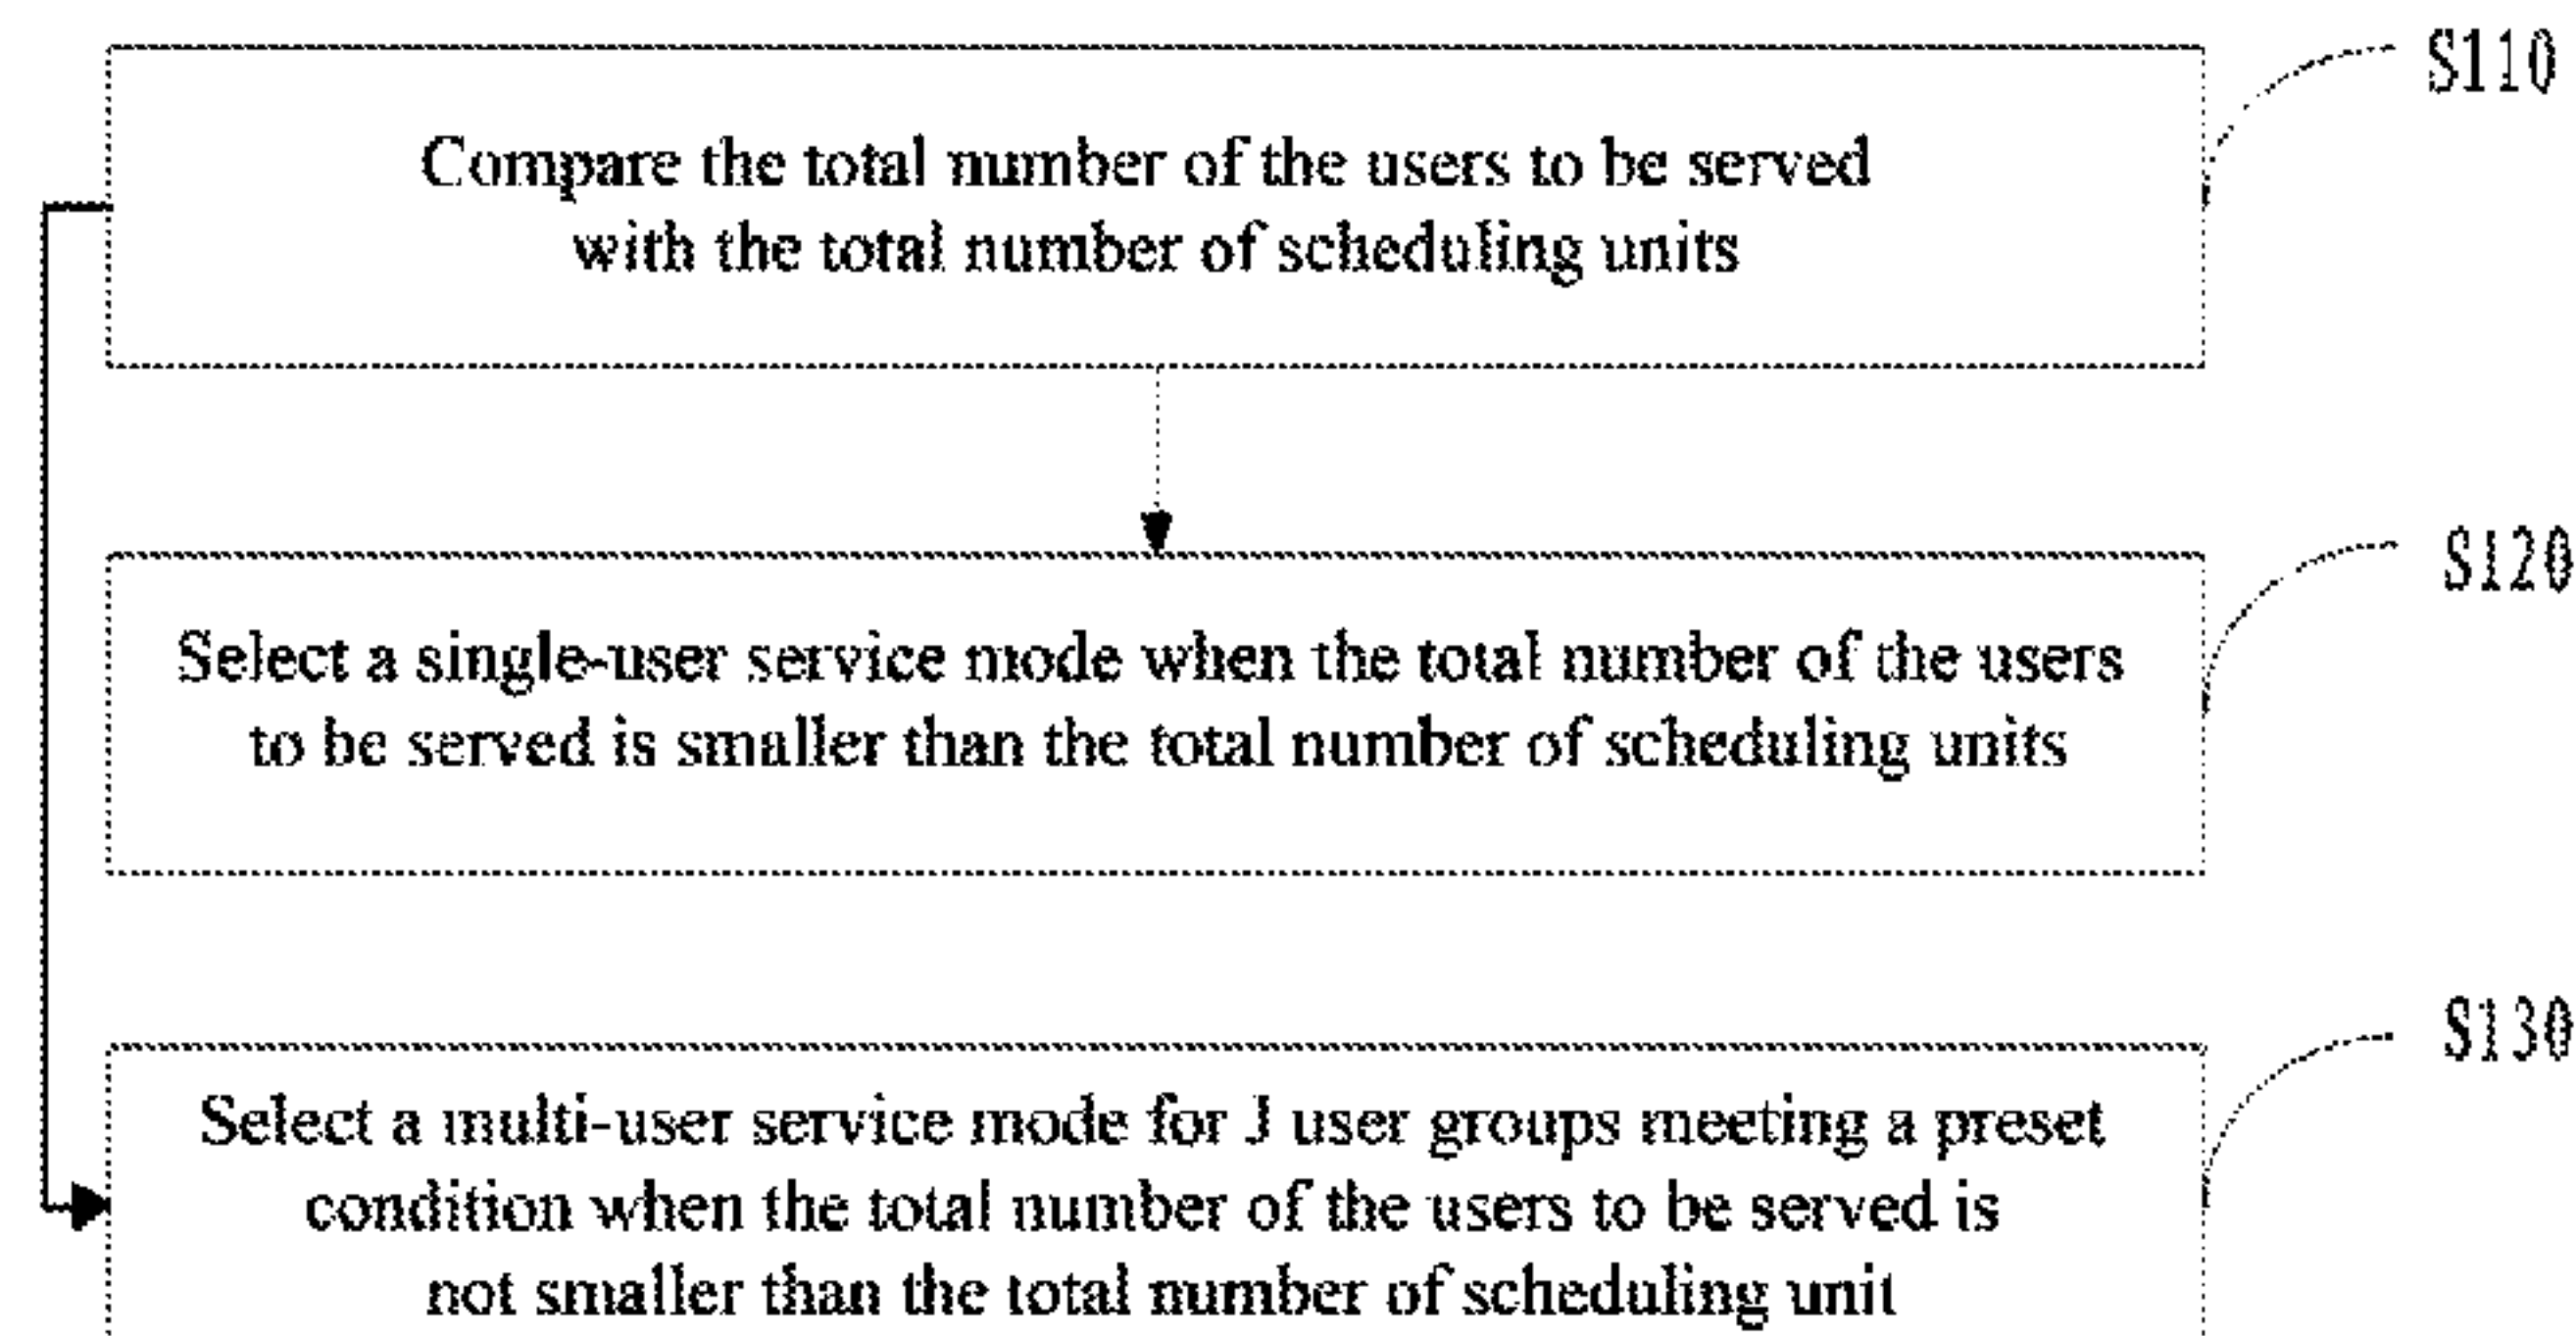 S110
Compare the total number of the users to be served
with the total number of scheduling units
S120
Select a single-user service mode when the total number of the users
to be served is smaller than the total number of scheduling units
S130
Select a multi-user service mode for J user groups meeting a preset
condition when the total number of the users to be served is
not smaller than the total number of scheduling unit